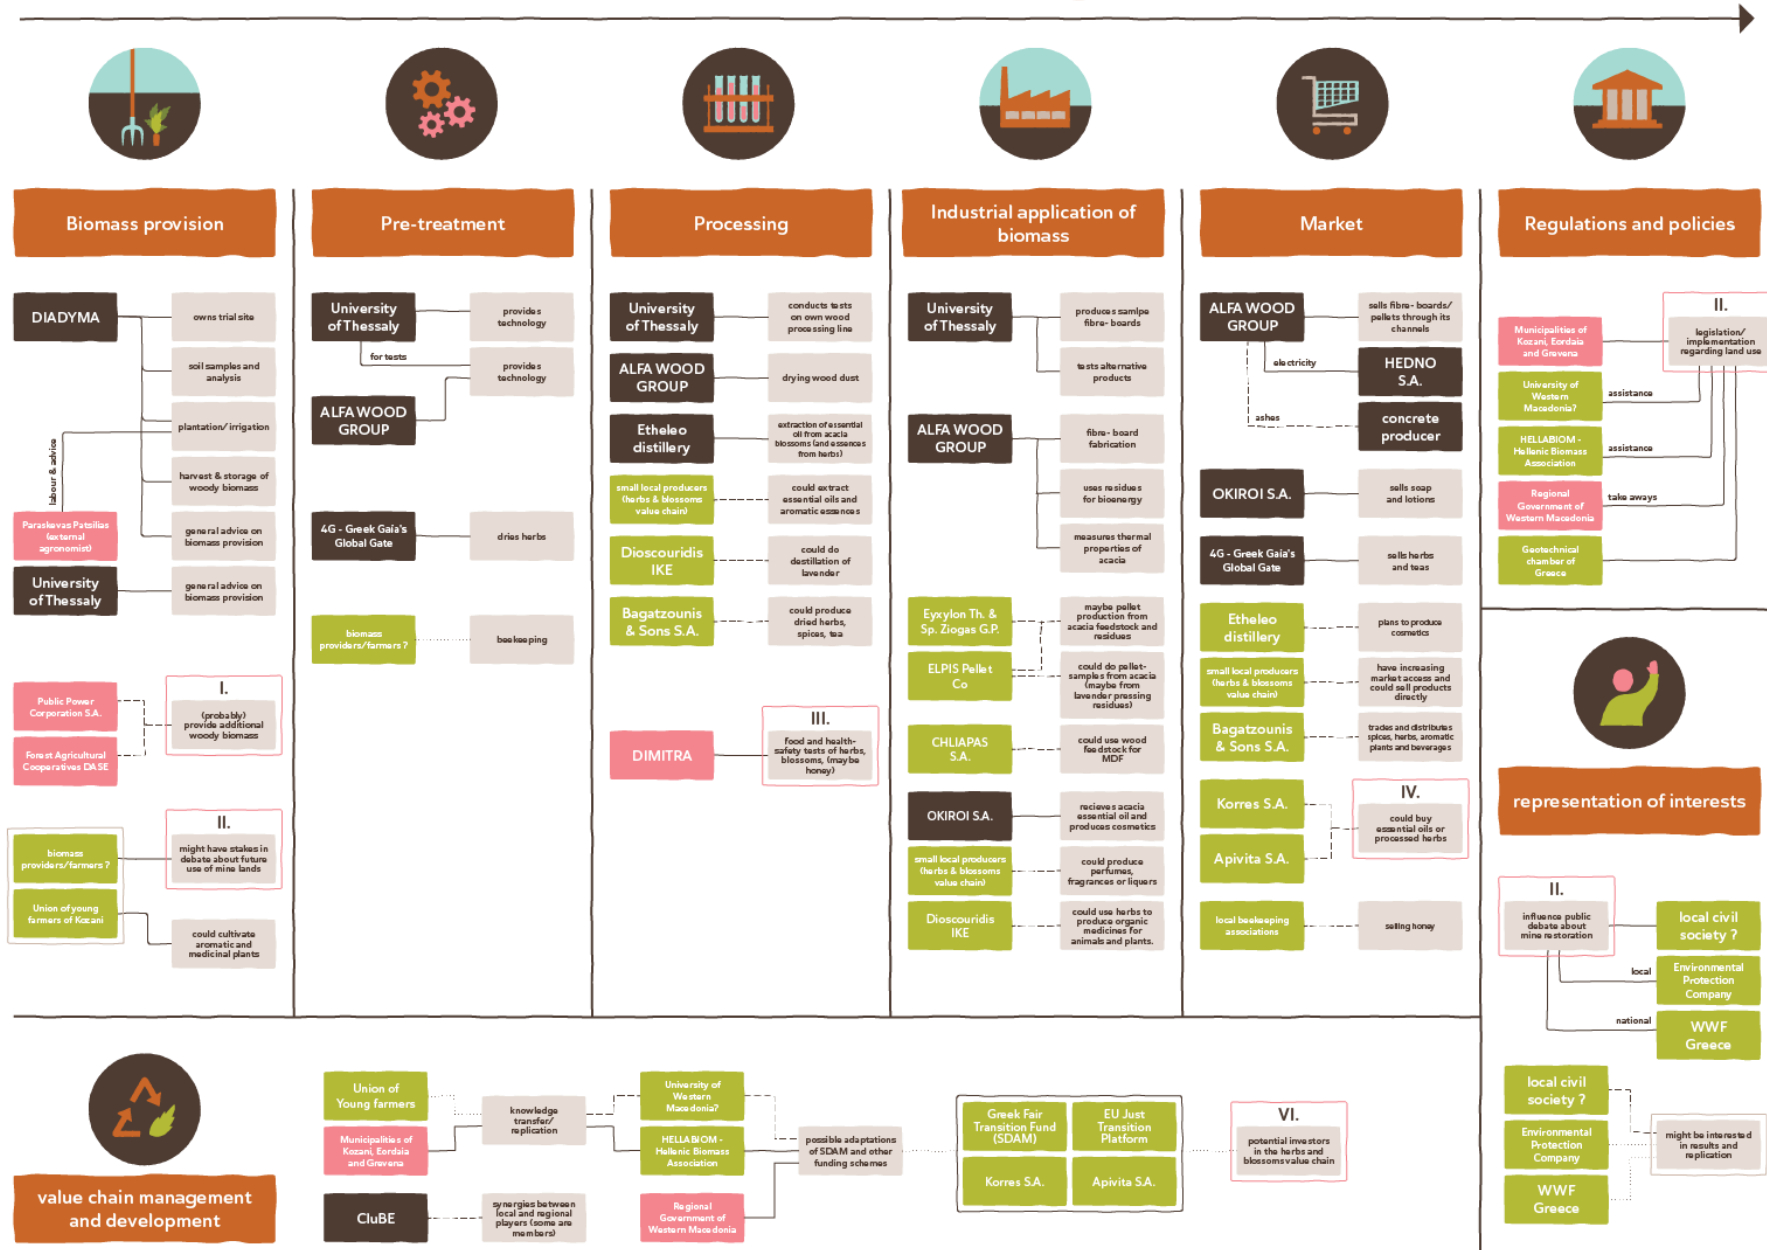 Biomass provision
DIADYMA
owns trial site
soil samples and
analysis
plantation/ irrigation
labour & advice
harvest & storage of
woody biomass
Paraskevas Patsilias
(external
agronomist)
general advice on
biomass provision
University
of Thessaly
general advice on
biomass provision
Public Power
Corporation S.A.
Forest Agricultural
Cooperatives DASE
I.
(probably)
provide additional
woody biomass
biomass
providers/farmers ?
II.
might have stakes in
debate about future
use of mine lands
Union of young
farmers of Kozani
could cultivate
aromatic and
medicinal plants
Pre-treatment
University
of Thessaly
provides
technology
for tests
provides
technology
ALFA WOOD
GROUP
4G - Greek Gaía's
Global Gate
dries herbs
biomass
providers/farmers ?
beekeeping
Processing
University
of Thessaly
conducts tests
on own wood
processing line
ALFA WOOD
GROUP
drying wood dust
Etheleo
distillery
extraction of essential
oil from acacia
blossoms (and essences
from herbs)
small local producers
(herbs & blossoms
value chain)
could extract
essential oils and
aromatic essences
Dioscouridis
IKE
could do
destillation of
lavender
Bagatzounis
& Sons S.A.
could produce
dried herbs,
spices, tea
DIMITRA
III.
food and health-
safety tests of herbs,
blossoms, (maybe
honey)
Industrial application of
biomass
University
of Thessaly
produces samlpe
fibre- boards
tests alternative
products
ALFA WOOD
GROUP
fibre- board
fabrication
uses residues
for bioenergy
measures thermal
properties of
acacia
Eyxylon Th. &
Sp. Ziogas G.P.
maybe pellet
production from
acacia feedstock and
residues
ELPIS Pellet
Co
could do pellet-
samples from acacia
(maybe from
lavender pressing
residues)
CHLIAPAS
S.A.
could use wood
feedstock for
MDF
OKIROI S.A.
recieves acacia
essential oil and
produces cosmetics
small local producers
(herbs & blossoms
value chain)
could produce
perfumes,
fragrances or liquers
Dioscouridis
IKE
could use herbs to
produce organic
medicines for
animals and plants.
Market
ALFA WOOD
GROUP
sells fibre- boards/
pellets through its
channels
electricity
HEDNO
S.A.
ashes
concrete
producer
OKIROI S.A.
sells soap
and lotions
4G - Greek Gaía's
Global Gate
sells herbs
and teas
Etheleo
distillery
plans to produce
cosmetics
small local producers
(herbs & blossoms
value chain)
have increasing
market access and
could sell products
directly
Bagatzounis
& Sons S.A.
trades and distributes
spices, herbs, aromatic
plants and beverages
Korres S.A.
Apivita S.A.
IV.
could buy
essential oils or
processed herbs
local beekeeping
associations
selling honey
Regulations and policies
II.
legislation/
implementation
regarding land use
Municipalities of
Kozani, Eordaia
and Grevena
University of
Western
Macedonia?
assistance
HELLABIOM -
Hellenic Biomass
Association
assistance
Regional
Government of
Western Macedonia
take aways
Geotechnical
chamber of
Greece
representation of interests
II.
influence public
debate about
mine restoration
local civil
society ?
local
Environmental
Protection
Company
national
WWF
Greece
local civil
society ?
Environmental
Protection
Company
WWF
Greece
might be interested
in results and
replication
value chain management
and development
Union of
Young farmers
Municipalities of
Kozani, Eordaia
and Grevena
knowledge
transfer/
replication
CluBE
synergies between
local and regional
players (some are
members)
University of
Western
Macedonia?
HELLABIOM -
Hellenic Biomass
Association
Regional
Government of
Western Macedonia
possible adaptations
of SDAM and other
funding schemes
Greek Fair
Transition Fund
(SDAM)
EU Just
Transition
Platform
Korres S.A.
Apivita S.A.
VI.
potential investors
in the herbs and
blossoms value chain